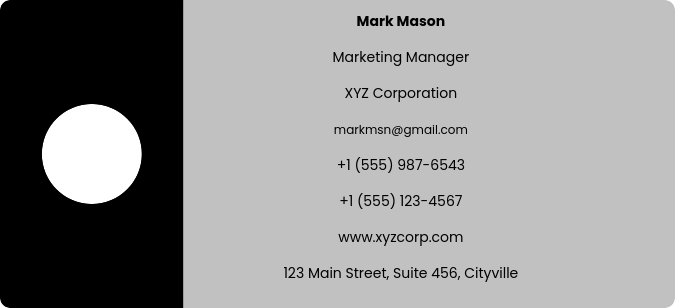 Mark Mason
Marketing Manager
XYZ Corporation
markmsn@gmail.com
+1 (555) 987-6543
+1 (555) 123-4567
www.xyzcorp.com
123 Main Street, Suite 456, Cityville